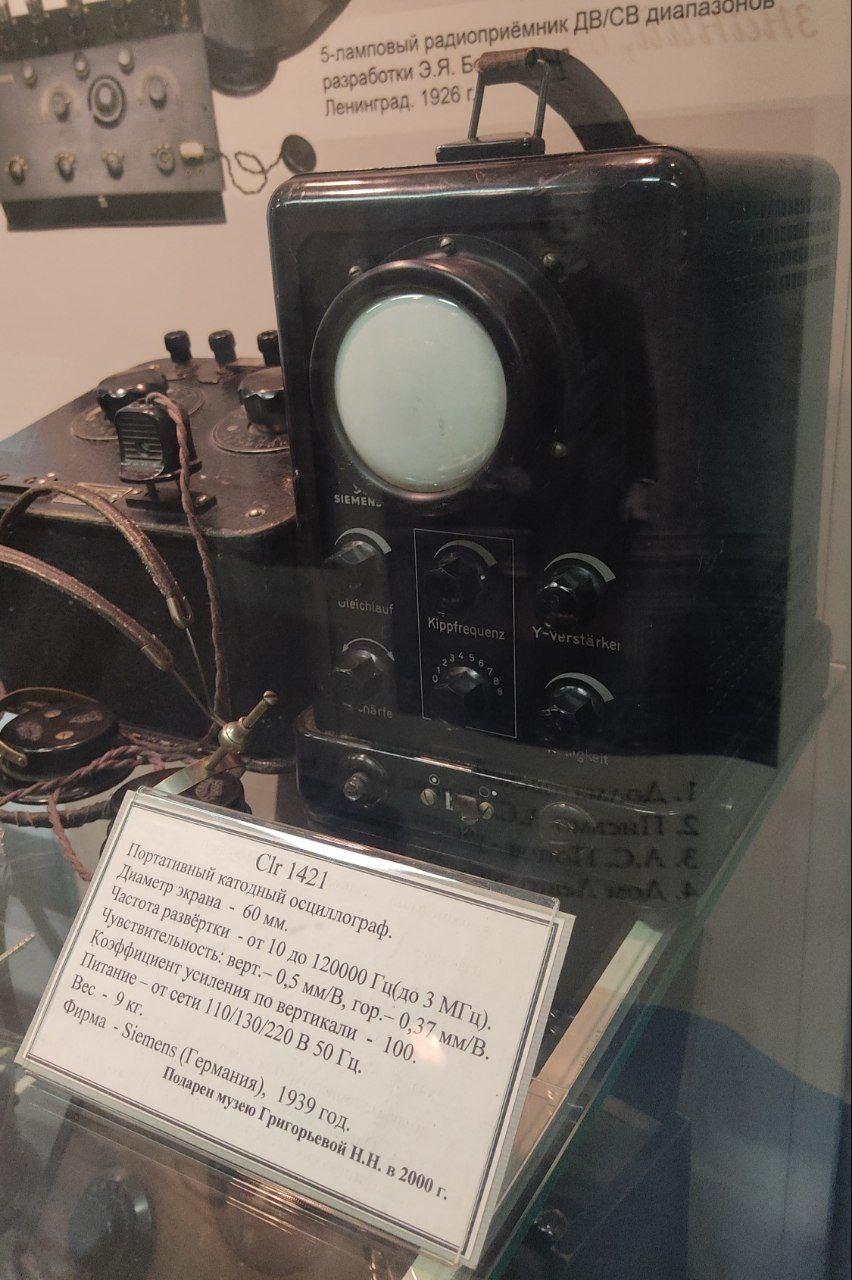 5-ламповый радиоприёмник ДВ/СВ диапазонов
разработки Э.Я.
Ленинград. 1926 г.
SIEMENS
Gleichlauf
Kippfrequenz
Y-Verstärker
0 1 2 3 4 5 6 7 8 9
Clr 1421
Портативный катодный осциллограф.
Диаметр экрана - 60 мм.
Частота развёртки - от 10 до 120000 Гц(до 3 МГц).
Чувствительность: верт.– 0,5 мм/В, гор.– 0,37 мм/В.
Коэффициент усиления по вертикали - 100.
Питание – от сети 110/130/220 В 50 Гц.
Вес - 9 кг.
Фирма - Siemens (Германия), 1939 год.
Подарен музею Григорьевой Н.Н. в 2000 г.